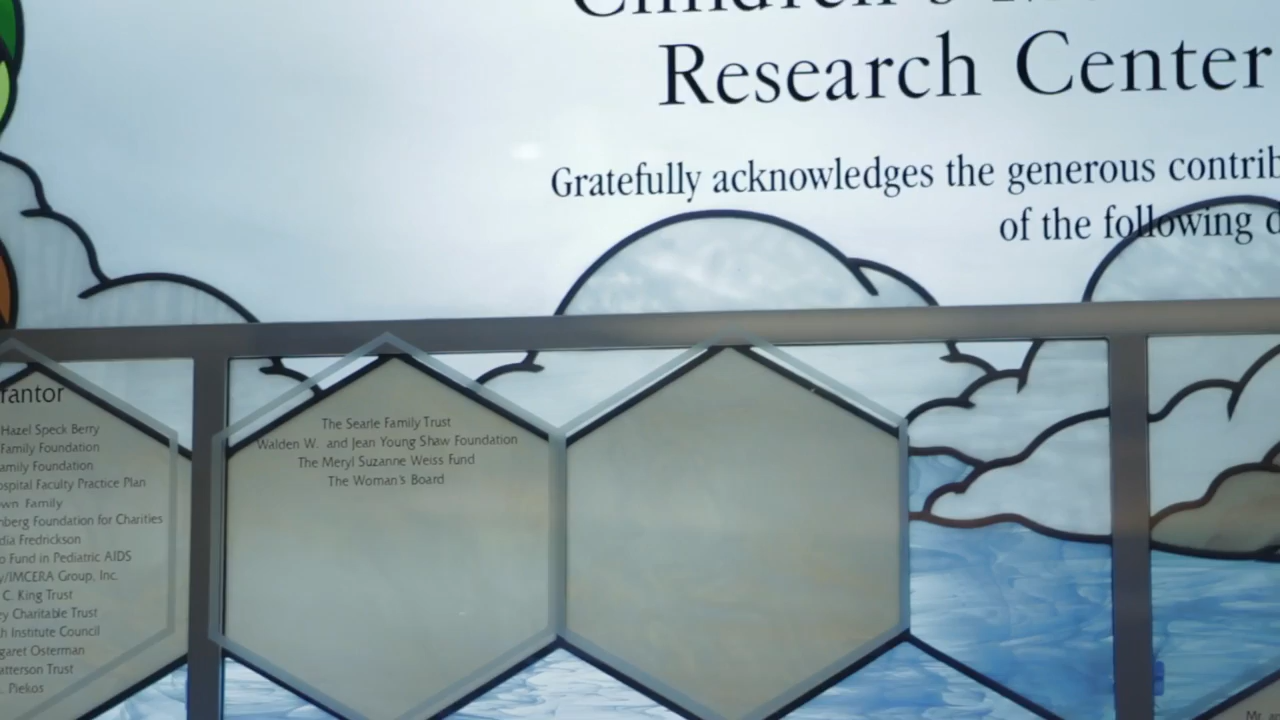 Children's
Research Center
Gratefully acknowledges the generous contrib
of the following d
rantor
Hazel Speck Berry
Family Foundation
amily Foundation
ospital Faculty Practice Plan
wn Family
nberg Foundation for Charities
dia Fredrickson
o Fund in Pediatric AIDS
y/IMCERA Group, Inc.
C. King Trust
ey Charitable Trust
h Institute Council
garet Osterman
atterson Trust
. Piekos
The Searle Family Trust
Walden W. and Jean Young Shaw Foundation
The Meryl Suzanne Weiss Fund
The Woman's Board